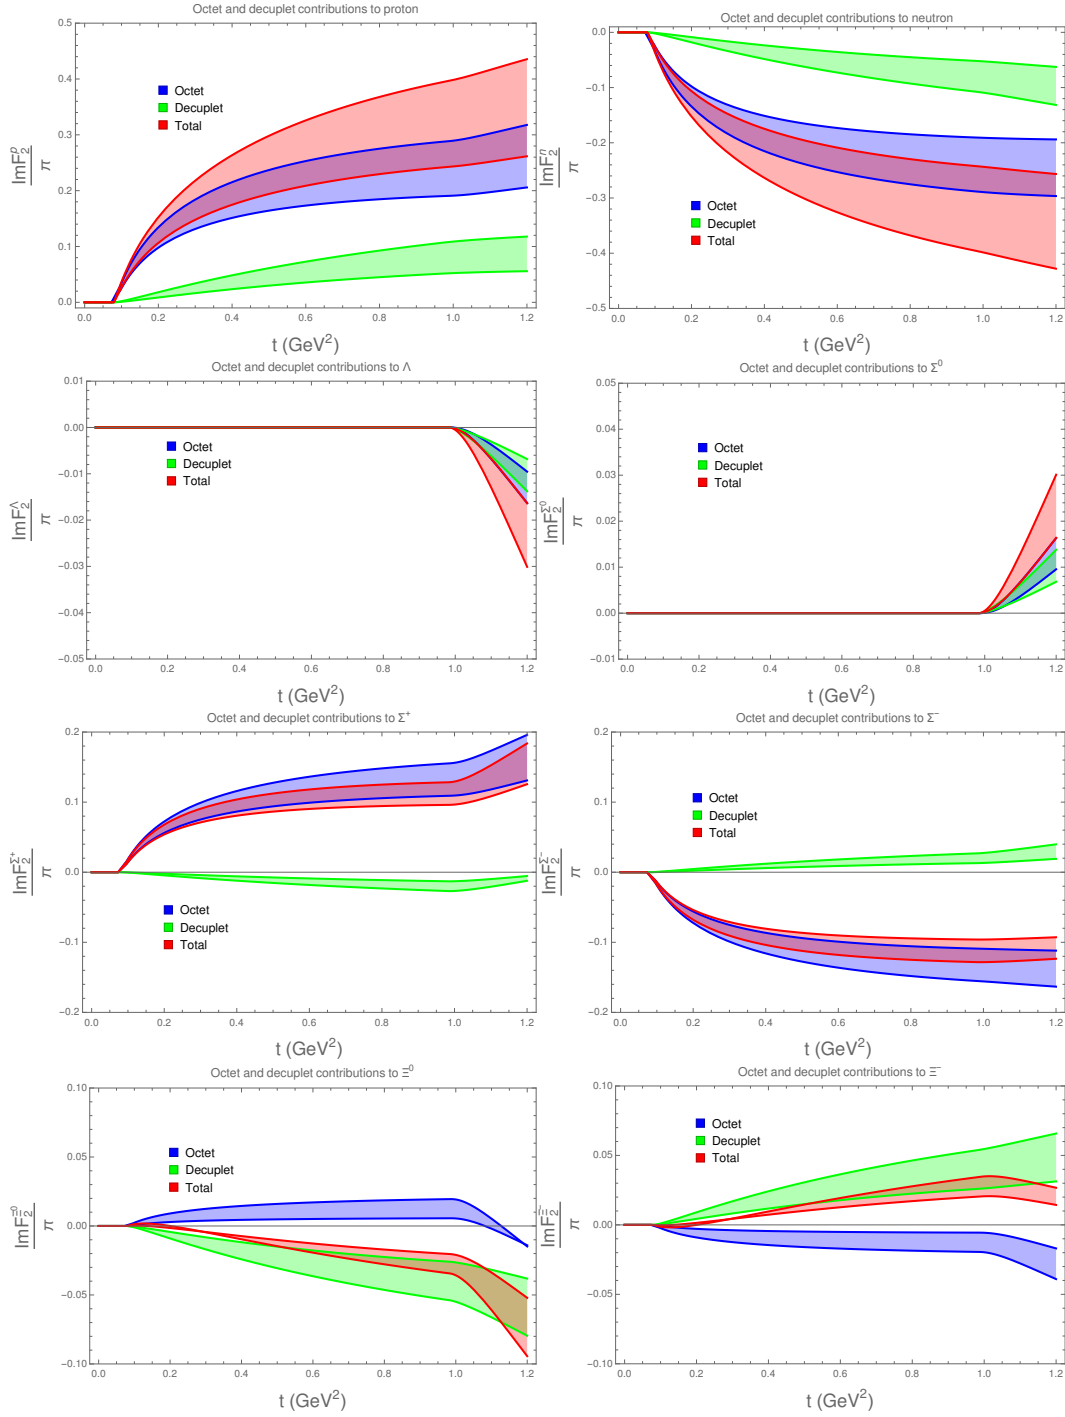 Octet and decuplet contributions to proton
0.5
0.4
0.3
0.2
0.1
0.0
ImF₂ᵖ
π
Octet
Decuplet
Total
0.0 0.2 0.4 0.6 0.8 1.0 1.2
t (GeV²)
Octet and decuplet contributions to neutron
0.0
−0.1
−0.2
−0.3
−0.4
−0.5
ImF₂ⁿ
π
Octet
Decuplet
Total
0.0 0.2 0.4 0.6 0.8 1.0 1.2
t (GeV²)
Octet and decuplet contributions to Λ
0.01
0.00
−0.01
−0.02
−0.03
−0.04
−0.05
ImF₂^Λ
π
Octet
Decuplet
Total
0.0 0.2 0.4 0.6 0.8 1.0 1.2
t (GeV²)
Octet and decuplet contributions to Σ⁰
0.05
0.04
0.03
0.02
0.01
0.00
−0.01
ImF₂^Σ⁰
π
Octet
Decuplet
Total
0.0 0.2 0.4 0.6 0.8 1.0 1.2
t (GeV²)
Octet and decuplet contributions to Σ⁺
0.2
0.1
0.0
−0.1
−0.2
ImF₂^Σ⁺
π
Octet
Decuplet
Total
0.0 0.2 0.4 0.6 0.8 1.0 1.2
t (GeV²)
Octet and decuplet contributions to Σ⁻
0.2
0.1
0.0
−0.1
−0.2
ImF₂^Σ⁻
π
Octet
Decuplet
Total
0.0 0.2 0.4 0.6 0.8 1.0 1.2
t (GeV²)
Octet and decuplet contributions to Ξ⁰
0.10
0.05
0.00
−0.05
−0.10
ImF₂^Ξ⁰
π
Octet
Decuplet
Total
0.0 0.2 0.4 0.6 0.8 1.0 1.2
t (GeV²)
Octet and decuplet contributions to Ξ⁻
0.10
0.05
0.00
−0.05
−0.10
ImF₂^Ξ⁻
π
Octet
Decuplet
Total
0.0 0.2 0.4 0.6 0.8 1.0 1.2
t (GeV²)